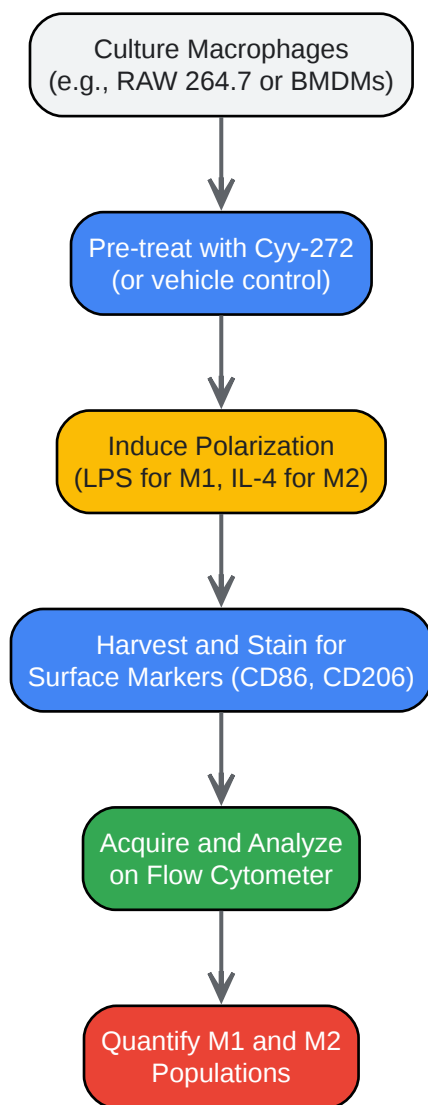 Culture Macrophages
(e.g., RAW 264.7 or BMDMs)
Pre-treat with Cyy-272
(or vehicle control)
Induce Polarization
(LPS for M1, IL-4 for M2)
Harvest and Stain for
Surface Markers (CD86, CD206)
Acquire and Analyze
on Flow Cytometer
Quantify M1 and M2
Populations